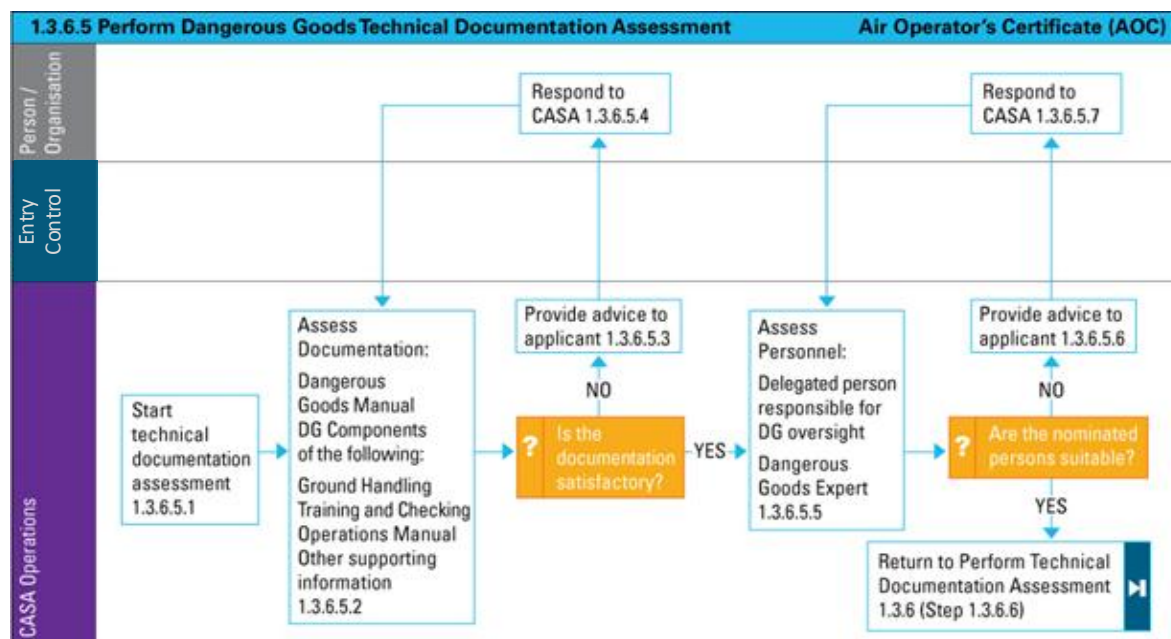 1.3.6.5 Perform Dangerous Goods Technical Documentation Assessment
Air Operator's Certificate (AOC)
Person /
Organisation
Respond to
CASA 1.3.6.5.4
Respond to
CASA 1.3.6.5.7
Entry
Control
CASA Operations
Start
technical
documentation
assessment
1.3.6.5.1
Assess
Documentation:
Dangerous
Goods Manual
DG Components
of the following:
Ground Handling
Training and Checking
Operations Manual
Other supporting
information
1.3.6.5.2
Provide advice to
applicant 1.3.6.5.3
NO
?
Is the
documentation
satisfactory?
YES
Assess
Personnel:
Delegated person
responsible for
DG oversight
Dangerous
Goods Expert
1.3.6.5.5
Provide advice to
applicant 1.3.6.5.6
NO
?
Are the nominated
persons suitable?
YES
Return to Perform Technical
Documentation Assessment
1.3.6 (Step 1.3.6.6)